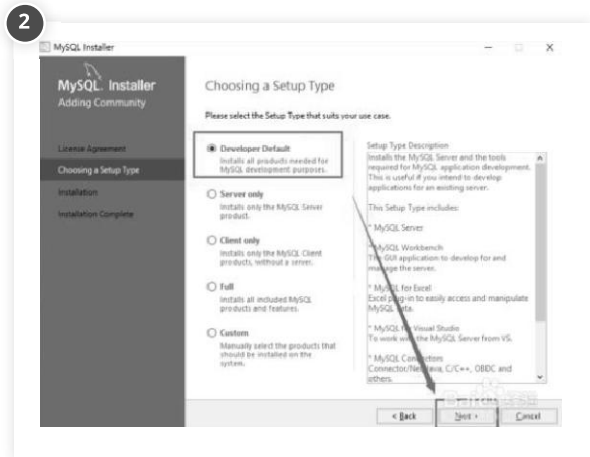 2
MySQL Installer
MySQL. Installer
Adding Community
License Agreement
Choosing a Setup Type
Installation
Installation Complete
Choosing a Setup Type
Please select the Setup Type that suits your use case.
Developer Default
Installs all products needed for
MySQL development purposes.
Server only
Installs only the MySQL Server
product.
Client only
Installs only the MySQL Client
products, without a server.
Full
Installs all included MySQL
products and features.
Custom
Manually select the products that
should be installed on the
system.
Setup Type Description
Installs the MySQL Server and the tools
required for MySQL application development.
This is useful if you intend to develop
applications for an existing server.
This Setup Type includes:
* MySQL Server
* MySQL Workbench
The GUI application to develop for and
manage the server.
* MySQL for Excel
Excel plug-in to easily access and manipulate
MySQL data.
* MySQL for Visual Studio
To work with the MySQL Server from VS.
* MySQL Connectors
Connector/Net, Java, C/C++, OBDC and
others.
< Back
Next >
Cancel